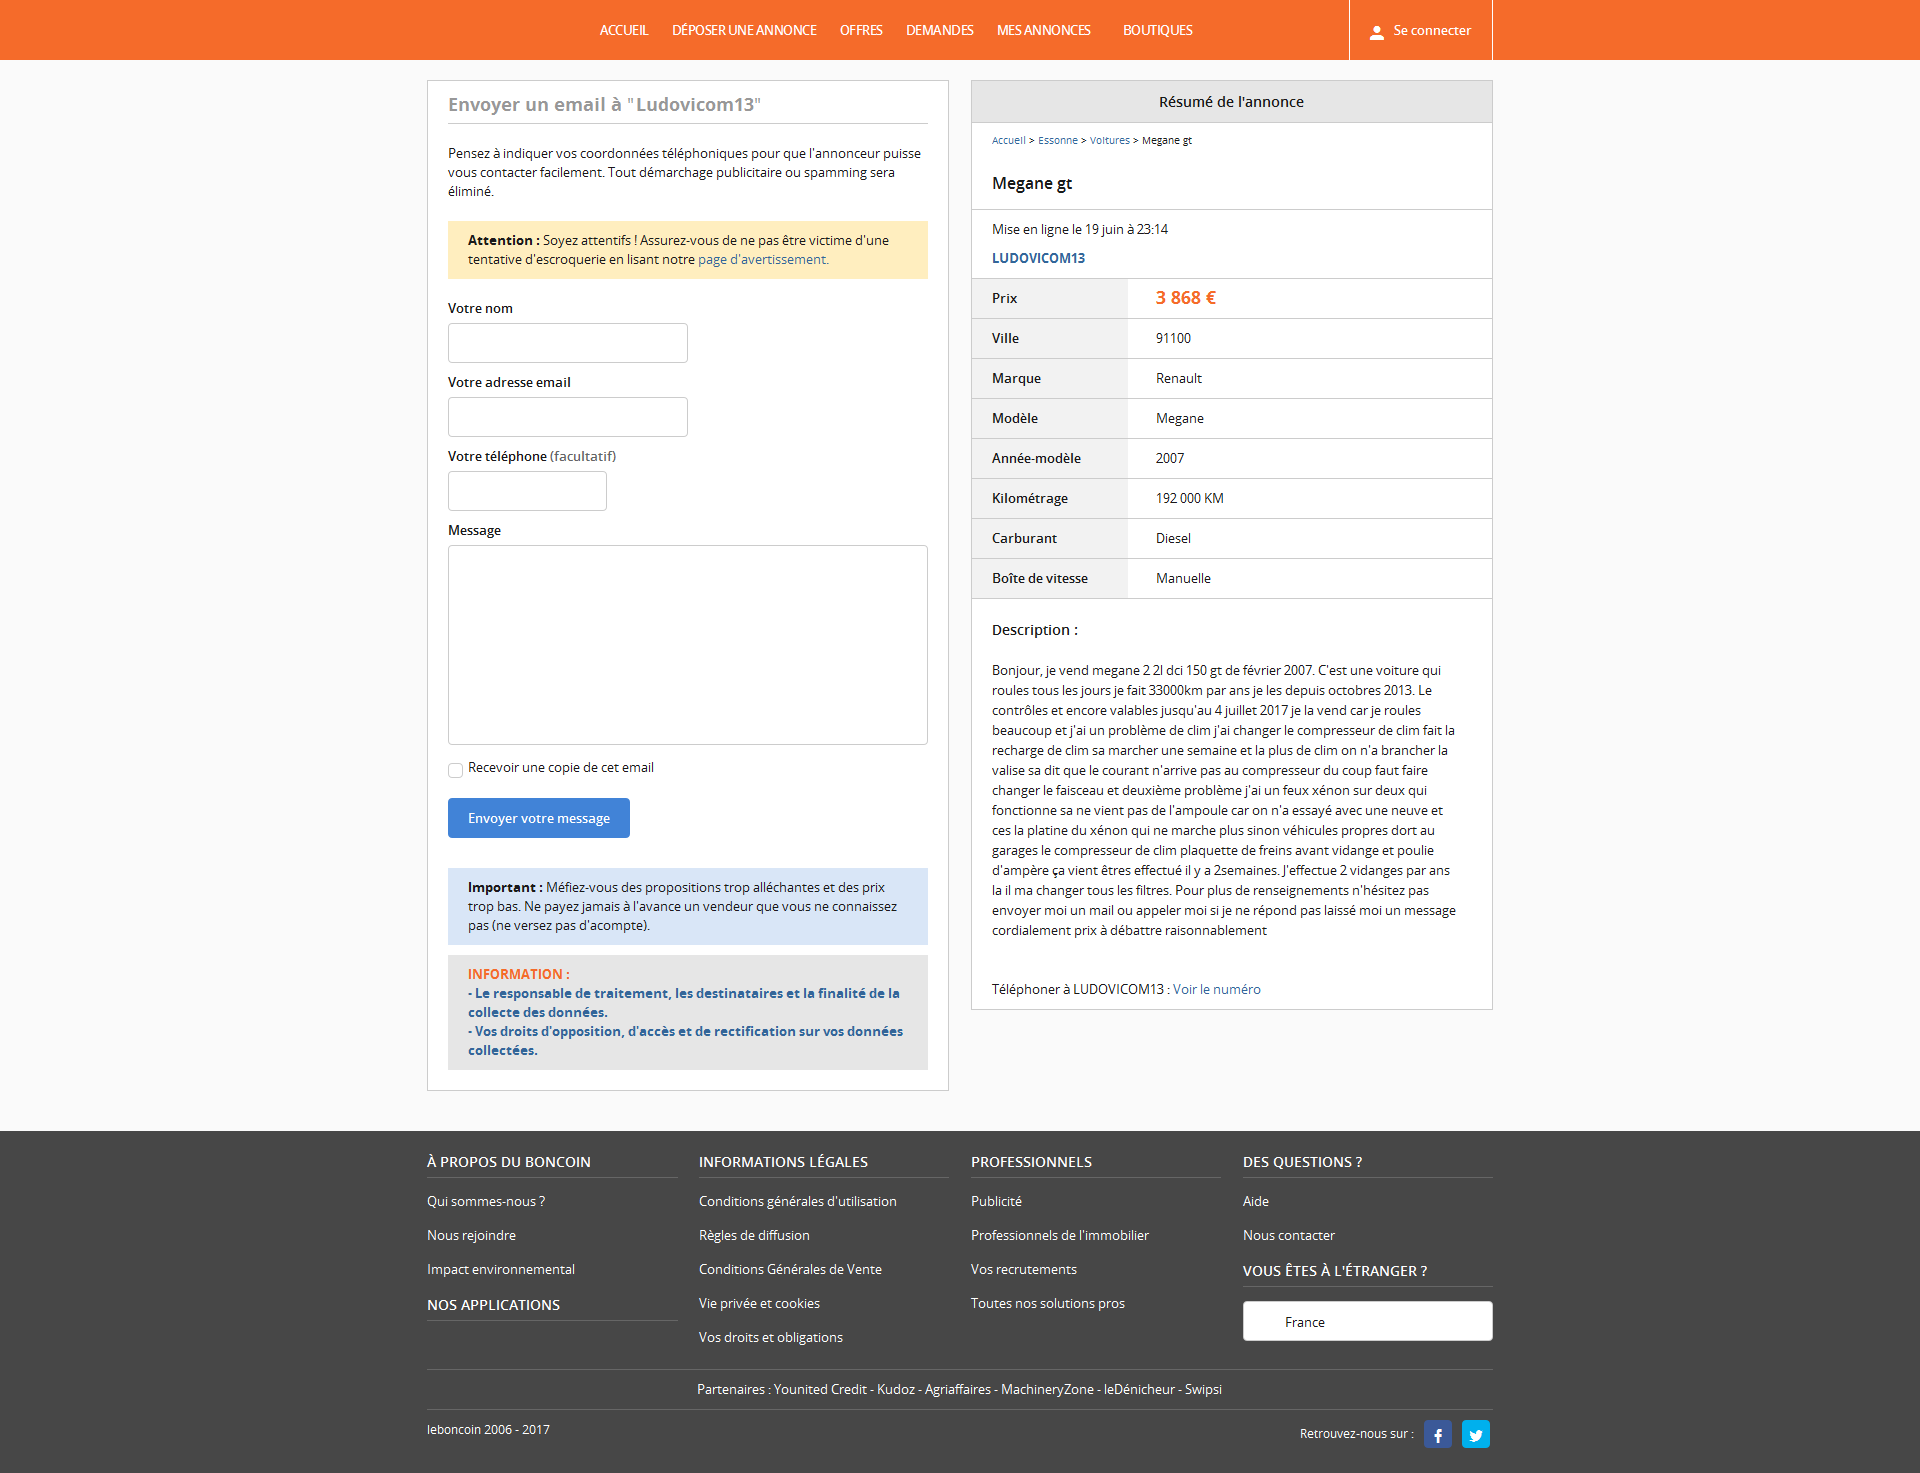 ACCUEIL DÉPOSER UNE ANNONCE OFFRES DEMANDES MES ANNONCES BOUTIQUES Se connecter
Envoyer un email à "Ludovicom13"
Pensez à indiquer vos coordonnées téléphoniques pour que l'annonceur puisse
vous contacter facilement. Tout démarchage publicitaire ou spamming sera
éliminé.
Attention : Soyez attentifs ! Assurez-vous de ne pas être victime d'une
tentative d'escroquerie en lisant notre page d'avertissement.
Votre nom
Votre adresse email
Votre téléphone (facultatif)
Message
Recevoir une copie de cet email
Envoyer votre message
Important : Méfiez-vous des propositions trop alléchantes et des prix
trop bas. Ne payez jamais à l'avance un vendeur que vous ne connaissez
pas (ne versez pas d'acompte).
INFORMATION :
- Le responsable de traitement, les destinataires et la finalité de la
collecte des données.
- Vos droits d'opposition, d'accès et de rectification sur vos données
collectées.
Résumé de l'annonce
Accueil > Essonne > Voitures > Megane gt
Megane gt
Mise en ligne le 19 juin à 23:14
LUDOVICOM13
Prix 3 868 €
Ville 91100
Marque Renault
Modèle Megane
Année-modèle 2007
Kilométrage 192 000 KM
Carburant Diesel
Boîte de vitesse Manuelle
Description :
Bonjour, je vend megane 2 2l dci 150 gt de février 2007. C'est une voiture qui
roules tous les jours je fait 33000km par ans je les depuis octobres 2013. Le
contrôles et encore valables jusqu'au 4 juillet 2017 je la vend car je roules
beaucoup et j'ai un problème de clim j'ai changer le compresseur de clim fait la
recharge de clim sa marcher une semaine et la plus de clim on n'a brancher la
valise sa dit que le courant n'arrive pas au compresseur du coup faut faire
changer le faisceau et deuxième problème j'ai un feux xénon sur deux qui
fonctionne sa ne vient pas de l'ampoule car on n'a essayé avec une neuve et
ces la platine du xénon qui ne marche plus sinon véhicules propres dort au
garages le compresseur de clim plaquette de freins avant vidange et poulie
d'ampère ça vient êtres effectué il y a 2semaines. J'effectue 2 vidanges par ans
la il ma changer tous les filtres. Pour plus de renseignements n'hésitez pas
envoyer moi un mail ou appeler moi si je ne répond pas laissé moi un message
cordialement prix à débattre raisonnablement
Téléphoner à LUDOVICOM13 : Voir le numéro
À PROPOS DU BONCOIN
Qui sommes-nous ?
Nous rejoindre
Impact environnemental
NOS APPLICATIONS
INFORMATIONS LÉGALES
Conditions générales d'utilisation
Règles de diffusion
Conditions Générales de Vente
Vie privée et cookies
Vos droits et obligations
PROFESSIONNELS
Publicité
Professionnels de l'immobilier
Vos recrutements
Toutes nos solutions pros
DES QUESTIONS ?
Aide
Nous contacter
VOUS ÊTES À L'ÉTRANGER ?
France
Partenaires : Younited Credit - Kudoz - Agriaffaires - MachineryZone - leDénicheur - Swipsi
leboncoin 2006 - 2017
Retrouvez-nous sur :